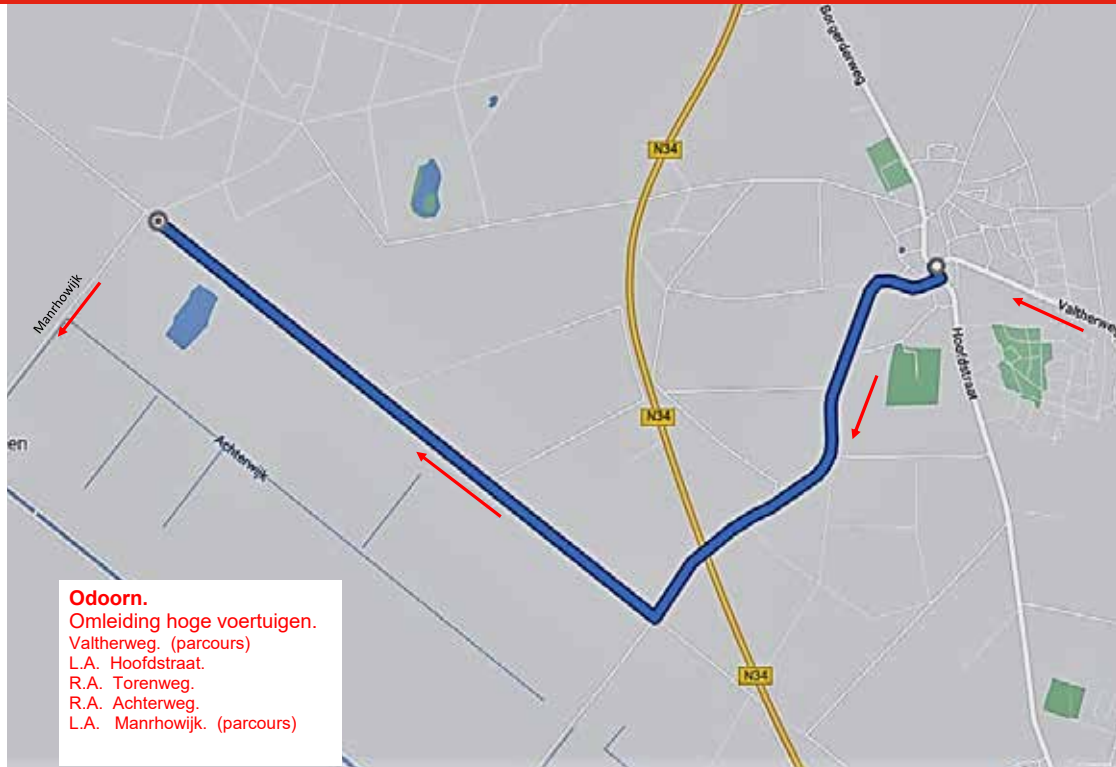 Borgerderweg
N34
Valtherweg
Hoofdstraat
Manrhowijk
N34
Achterwijk
en
N34
Odoorn.
Omleiding hoge voertuigen.
Valtherweg. (parcours)
L.A. Hoofdstraat.
R.A. Torenweg.
R.A. Achterweg.
L.A. Manrhowijk. (parcours)